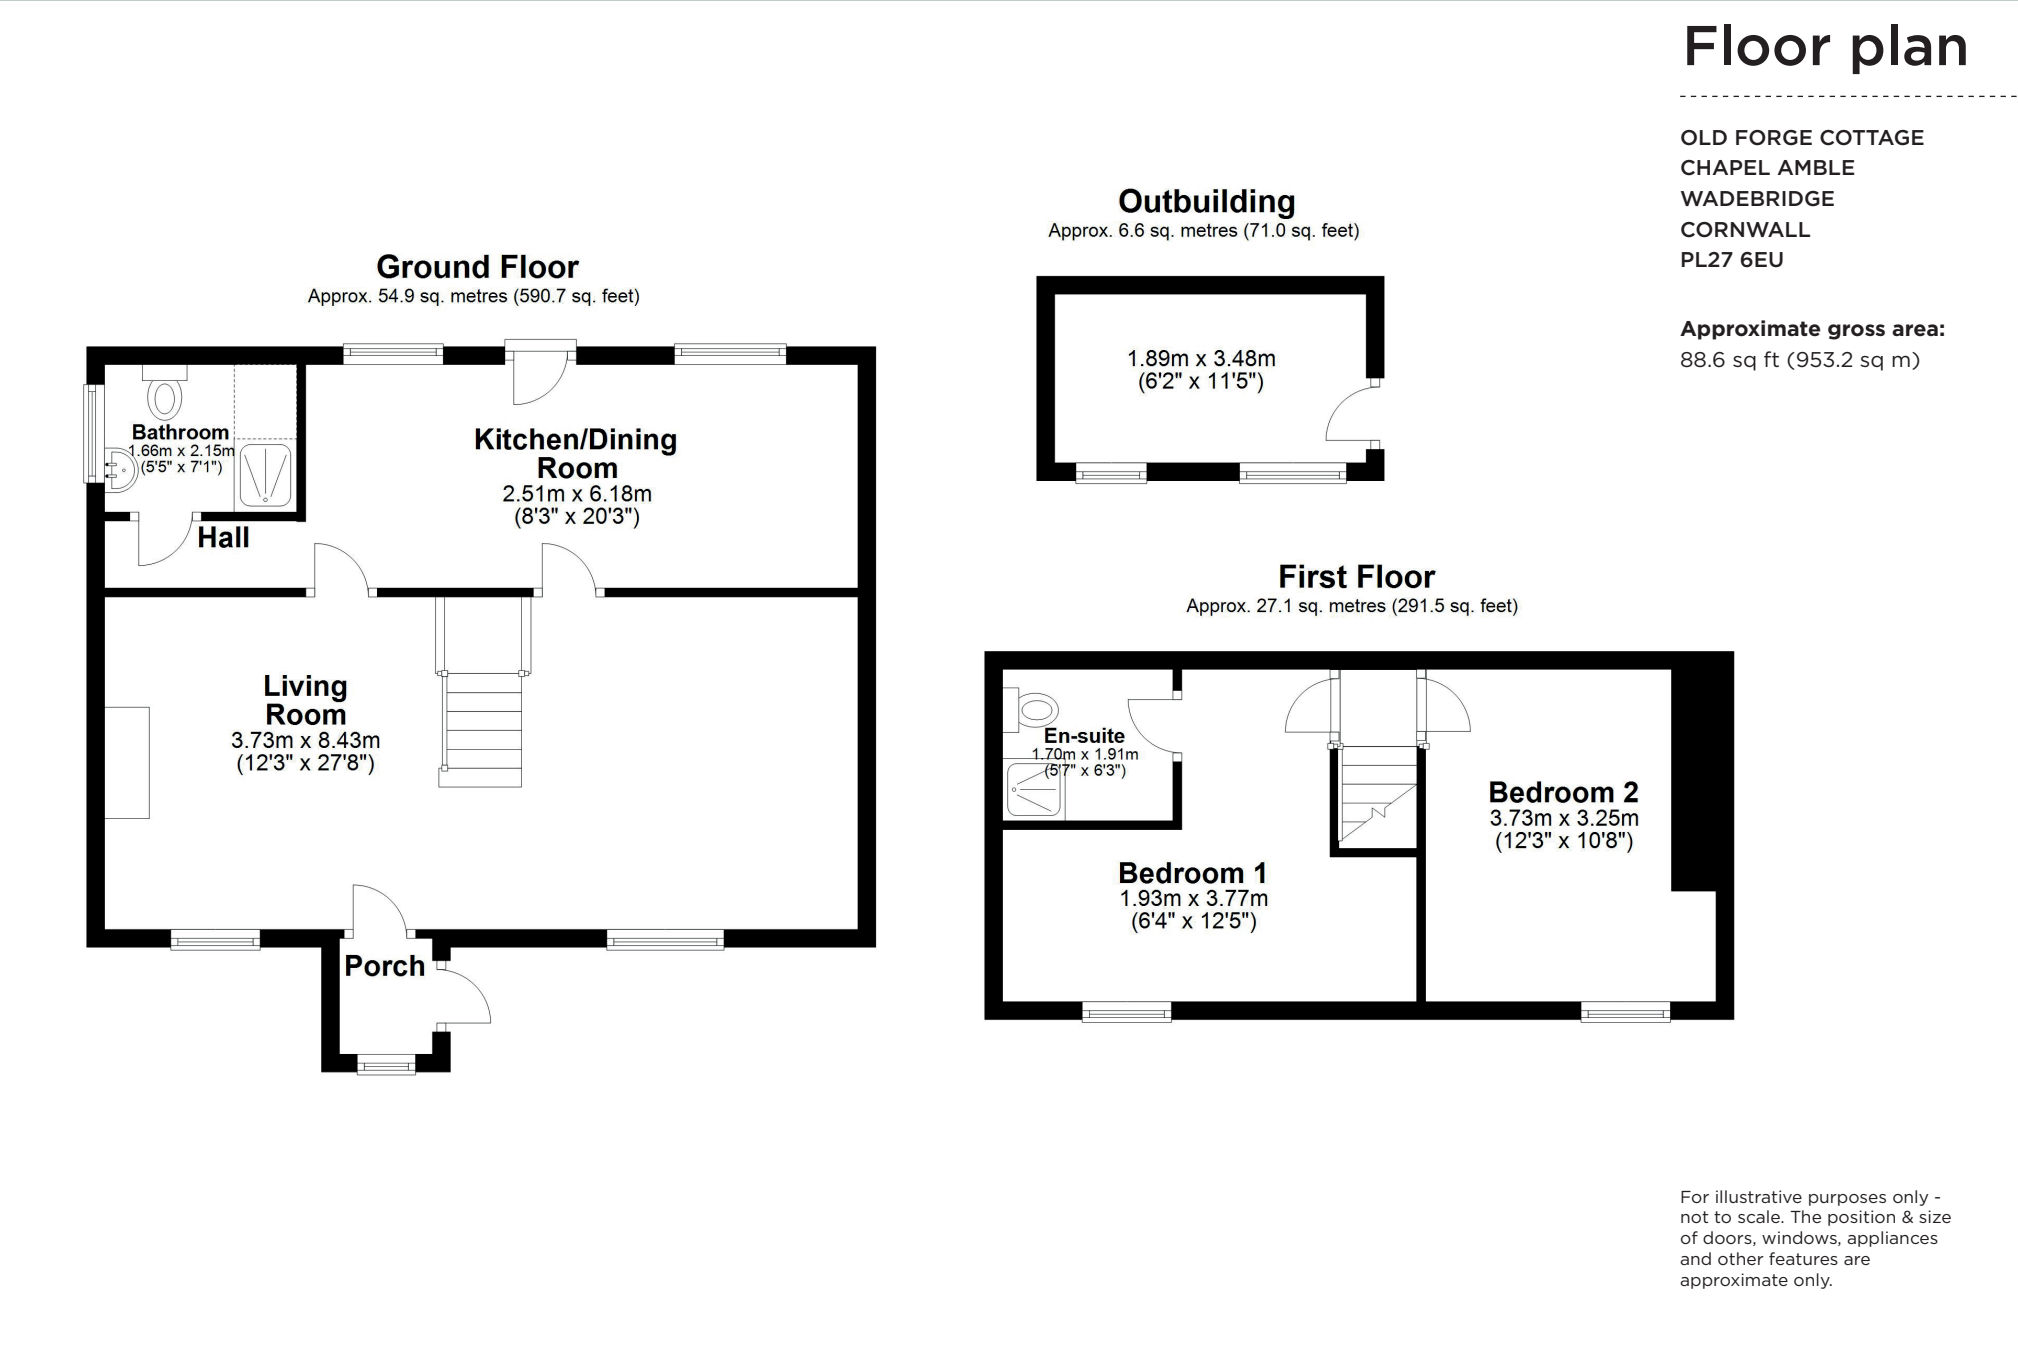 Floor plan
OLD FORGE COTTAGE
CHAPEL AMBLE
WADEBRIDGE
CORNWALL
PL27 6EU
Approximate gross area:
88.6 sq ft (953.2 sq m)
Ground Floor
Approx. 54.9 sq. metres (590.7 sq. feet)
Bathroom
1.66m x 2.15m
(5'5" x 7'1")
Kitchen/Dining
Room
2.51m x 6.18m
(8'3" x 20'3")
Hall
Living
Room
3.73m x 8.43m
(12'3" x 27'8")
Porch
Outbuilding
Approx. 6.6 sq. metres (71.0 sq. feet)
1.89m x 3.48m
(6'2" x 11'5")
First Floor
Approx. 27.1 sq. metres (291.5 sq. feet)
En-suite
1.70m x 1.91m
(5'7" x 6'3")
Bedroom 2
3.73m x 3.25m
(12'3" x 10'8")
Bedroom 1
1.93m x 3.77m
(6'4" x 12'5")
For illustrative purposes only -
not to scale. The position & size
of doors, windows, appliances
and other features are
approximate only.